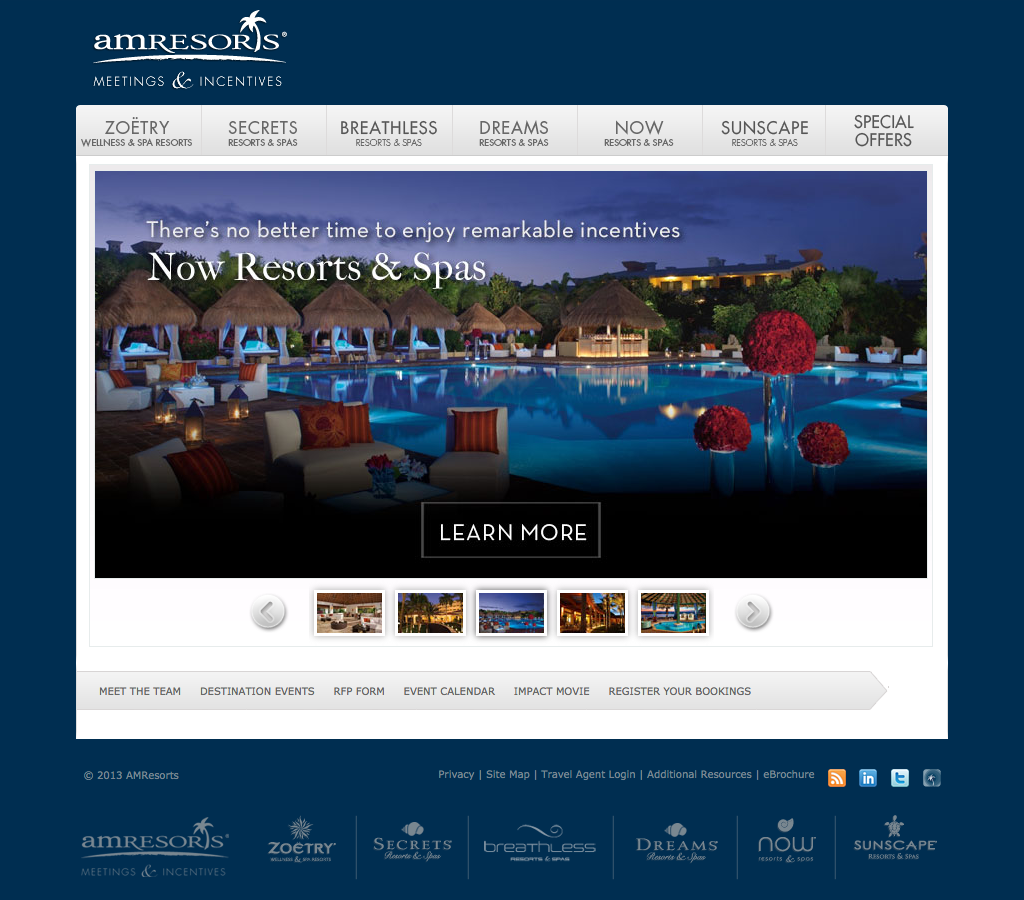 amRESORTS®
MEETINGS & INCENTIVES
ZOËTRY
WELLNESS & SPA RESORTS
SECRETS
RESORTS & SPAS
BREATHLESS
RESORTS & SPAS
DREAMS
RESORTS & SPAS
NOW
RESORTS & SPAS
SUNSCAPE
RESORTS & SPAS
SPECIAL
OFFERS
There's no better time to enjoy remarkable incentives
Now Resorts & Spas
LEARN MORE
MEET THE TEAM DESTINATION EVENTS RFP FORM EVENT CALENDAR IMPACT MOVIE REGISTER YOUR BOOKINGS
© 2013 AMResorts
Privacy | Site Map | Travel Agent Login | Additional Resources | eBrochure
in
t
amRESORTS®
MEETINGS & INCENTIVES
ZOËTRY®
WELLNESS & SPA RESORTS
SECRETS
Resorts & Spas
breathless
RESORTS & SPAS
DREAMS
Resorts & Spas
now
resorts & spas
SUNSCAPE®
RESORTS & SPAS